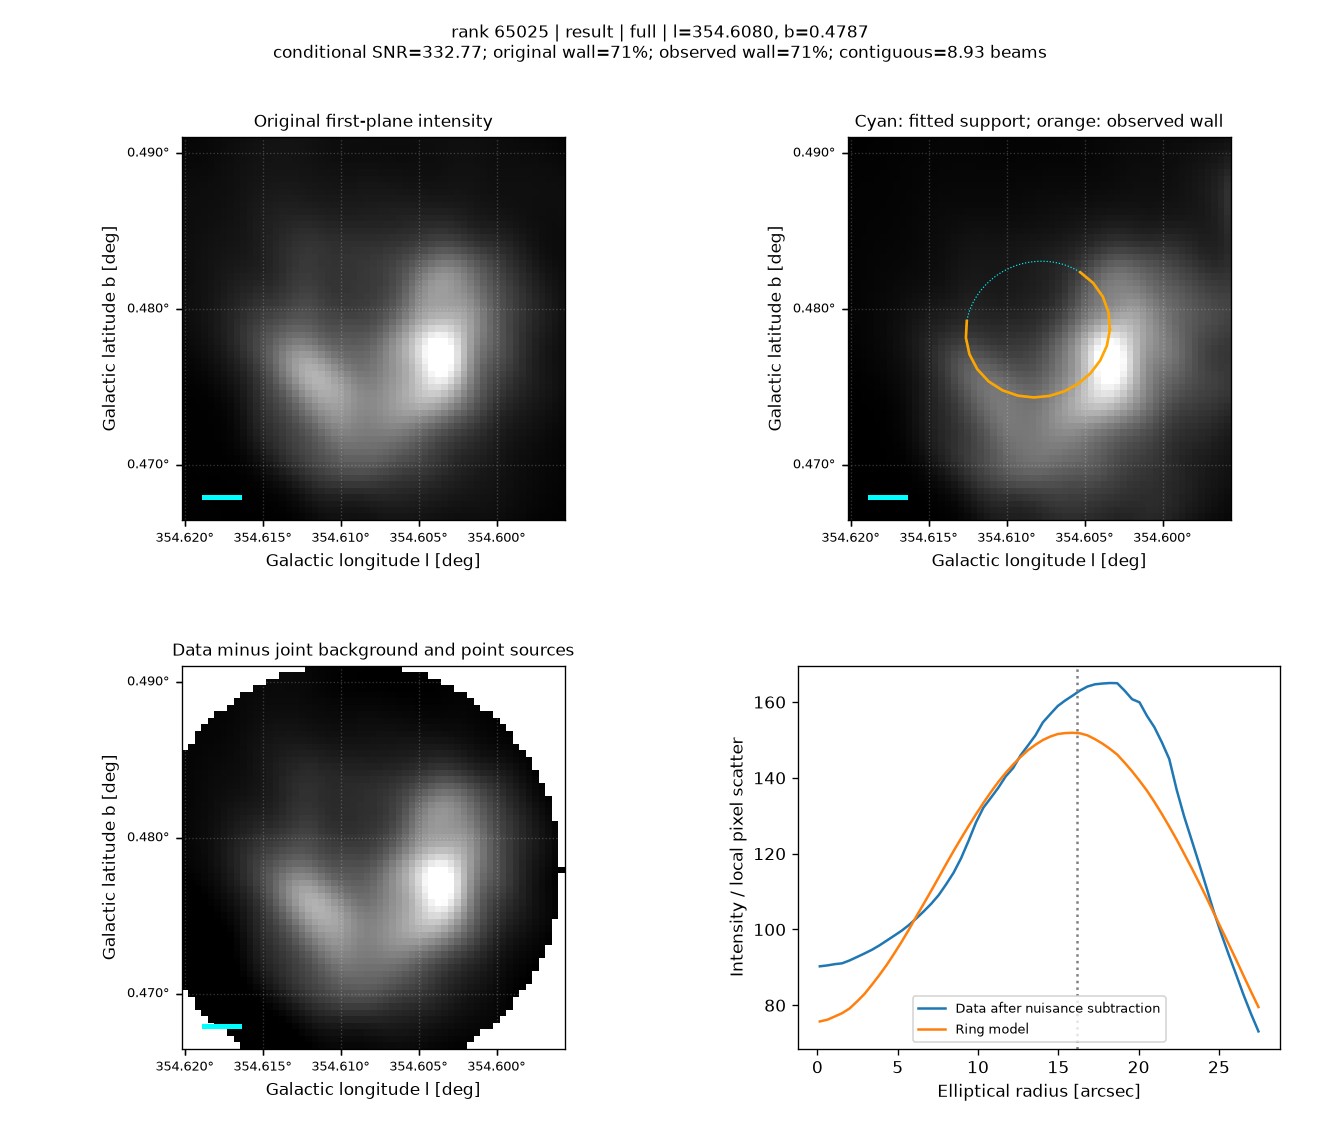 rank 65025 | result | full | l=354.6080, b=0.4787
conditional SNR=332.77; original wall=71%; observed wall=71%; contiguous=8.93 beams
Original first-plane intensity
0.490°
0.480°
0.470°
Galactic latitude b [deg]
354.620° 354.615° 354.610° 354.605° 354.600°
Galactic longitude l [deg]
Cyan: fitted support; orange: observed wall
0.490°
0.480°
0.470°
Galactic latitude b [deg]
354.620° 354.615° 354.610° 354.605° 354.600°
Galactic longitude l [deg]
Data minus joint background and point sources
0.490°
0.480°
0.470°
Galactic latitude b [deg]
354.620° 354.615° 354.610° 354.605° 354.600°
Galactic longitude l [deg]
160
140
120
100
80
Intensity / local pixel scatter
Data after nuisance subtraction
Ring model
0 5 10 15 20 25
Elliptical radius [arcsec]